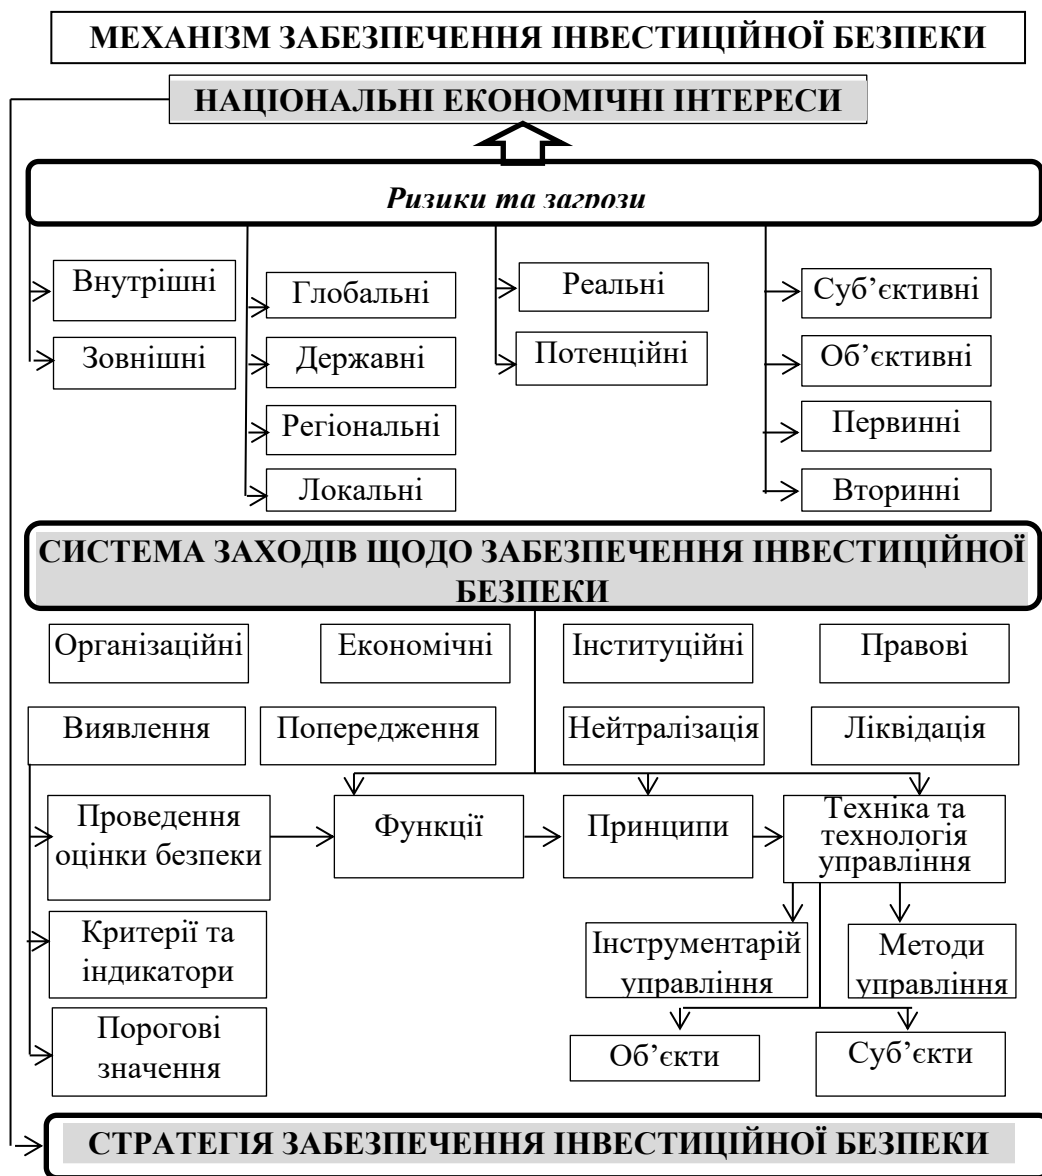 МЕХАНІЗМ ЗАБЕЗПЕЧЕННЯ ІНВЕСТИЦІЙНОЇ БЕЗПЕКИ
НАЦІОНАЛЬНІ ЕКОНОМІЧНІ ІНТЕРЕСИ
Ризики та загрози
Внутрішні
Зовнішні
Глобальні
Державні
Регіональні
Локальні
Реальні
Потенційні
Суб’єктивні
Об’єктивні
Первинні
Вторинні
СИСТЕМА ЗАХОДІВ ЩОДО ЗАБЕЗПЕЧЕННЯ ІНВЕСТИЦІЙНОЇ
БЕЗПЕКИ
Організаційні
Економічні
Інституційні
Правові
Виявлення
Попередження
Нейтралізація
Ліквідація
Проведення
оцінки безпеки
Функції
Принципи
Техніка та
технологія
управління
Критерії та
індикатори
Інструментарій
управління
Методи
управління
Порогові
значення
Об’єкти
Суб’єкти
СТРАТЕГІЯ ЗАБЕЗПЕЧЕННЯ ІНВЕСТИЦІЙНОЇ БЕЗПЕКИ